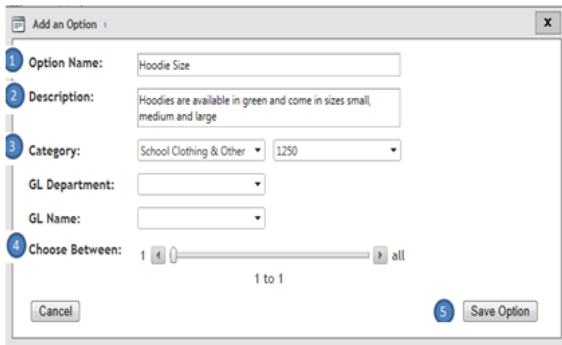 Add an Option
x
1 Option Name: Hoodie Size
2 Description: Hoodies are available in green and come in sizes small,
medium and large
3 Category: School Clothing & Other 1250
GL Department:
GL Name:
4 Choose Between: 1 all
1 to 1
Cancel 5 Save Option